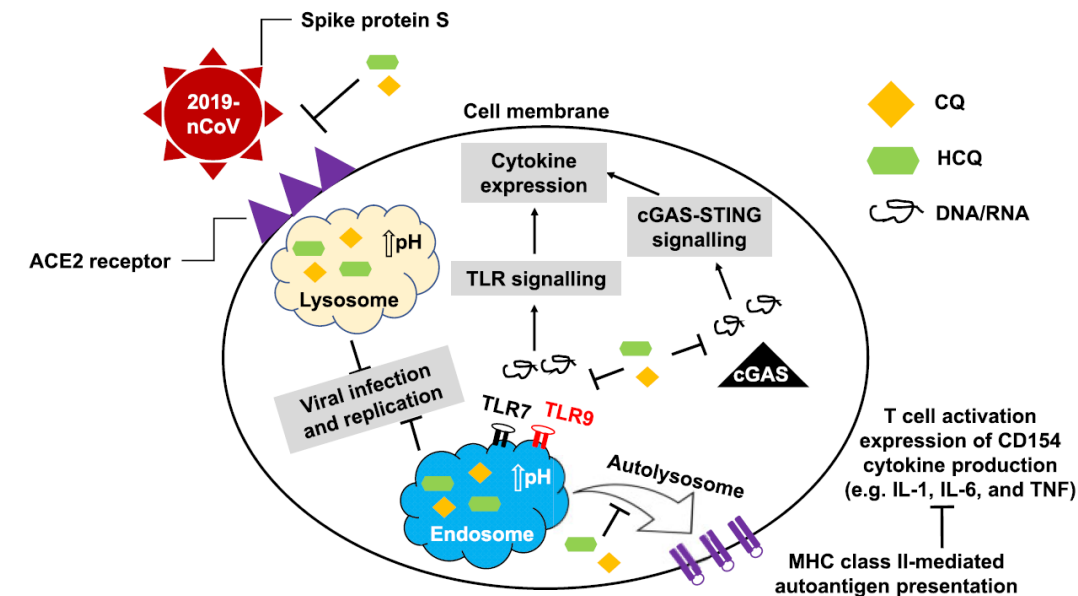 Spike protein S
2019-
nCoV
Cell membrane
CQ
HCQ
DNA/RNA
Cytokine
expression
cGAS-STING
signalling
ACE2 receptor
⇧pH
Lysosome
TLR signalling
Viral infection
and replication
cGAS
TLR7
TLR9
T cell activation
expression of CD154
cytokine production
(e.g. IL-1, IL-6, and TNF)
⇧pH
Endosome
Autolysosome
MHC class II-mediated
autoantigen presentation